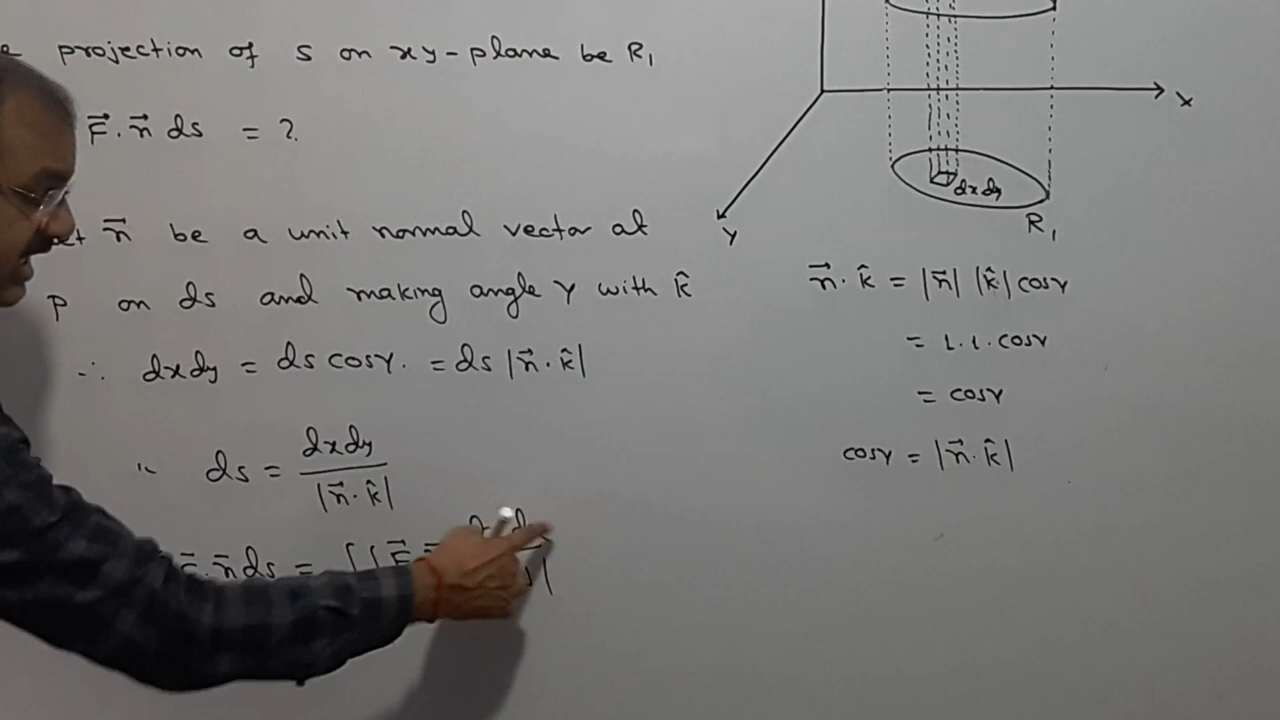 projection of S on xy-plane be R₁
F⃗.n⃗ ds = ?
n⃗ be a unit normal vector at
P on ds and making angle γ with k̂
∴ dxdy = ds cosγ. = ds |n⃗.k̂|
ds = dxdy / |n⃗.k̂|
.n⃗ ds = ∫∫ F⃗.
X
Y
dxdy
R₁
n⃗.k̂ = |n⃗| |k̂| cosγ
= 1.1. cosγ
= cosγ
cosγ = |n⃗.k̂|